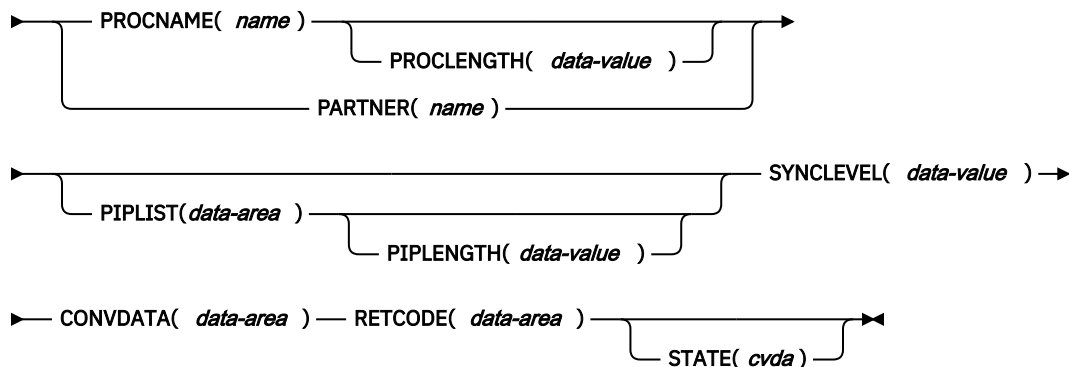 PROCNAME( name )
PROCLENGTH( data-value )
PARTNER( name )
SYNCLEVEL( data-value )
PIPLIST(data-area )
PIPLENGTH( data-value )
CONVDATA( data-area ) RETCODE( data-area )
STATE( cvda )